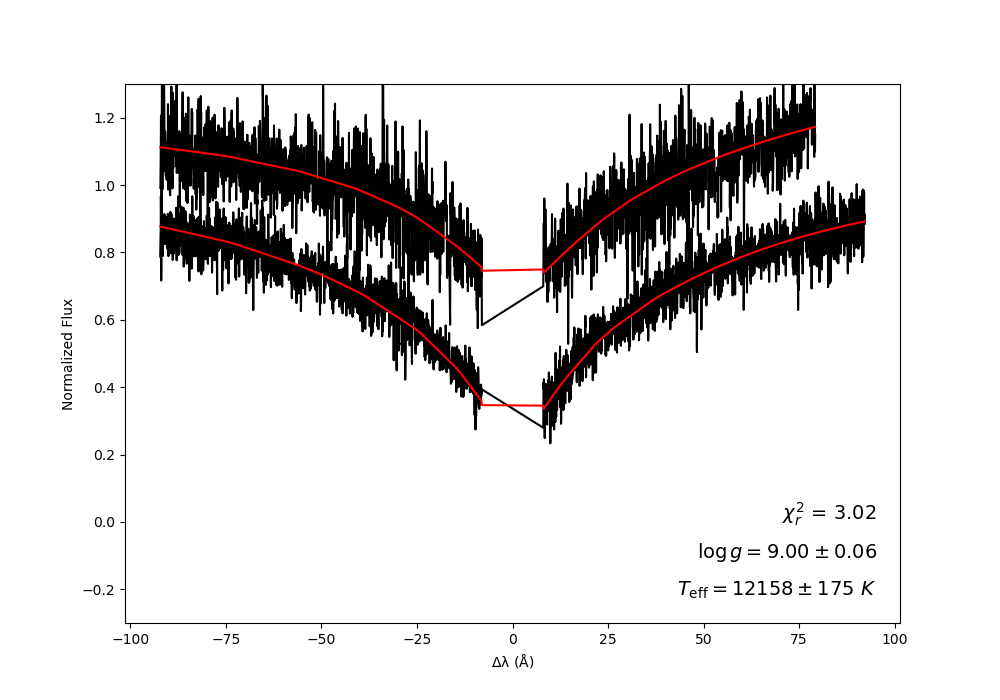 1.2
1.0
0.8
0.6
0.4
0.2
0.0
−0.2
Normalized Flux
χ²ᵣ = 3.02
log g = 9.00 ± 0.06
T_eff = 12158 ± 175 K
−100 −75 −50 −25 0 25 50 75 100
Δλ (Å)